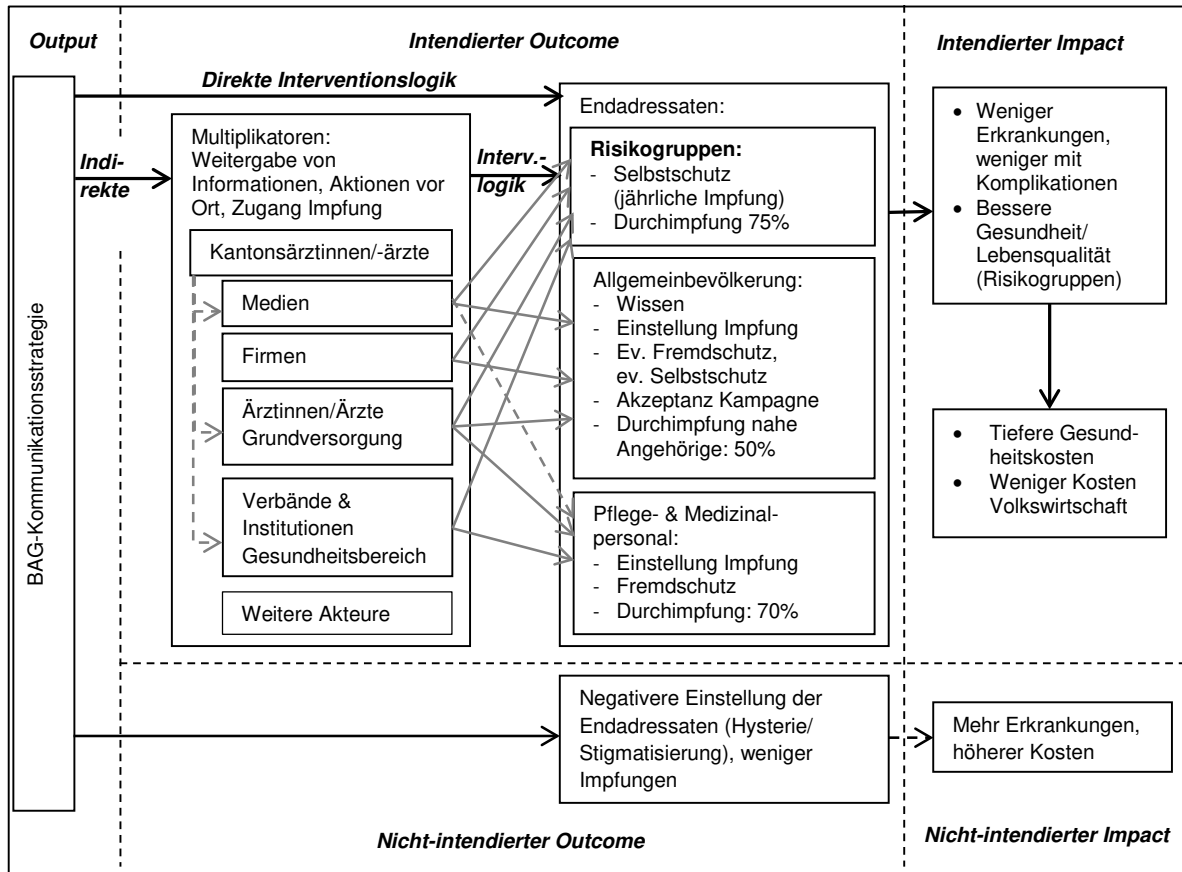 Output
Intendierter Outcome
Intendierter Impact
BAG-Kommunikationsstrategie
Direkte Interventionslogik
Indi-
rekte
Multiplikatoren:
Weitergabe von
Informationen, Aktionen vor
Ort, Zugang Impfung
Kantonsärztinnen/-ärzte
Medien
Firmen
Ärztinnen/Ärzte
Grundversorgung
Verbände &
Institutionen
Gesundheitsbereich
Weitere Akteure
Interv.-
logik
Endadressaten:
Risikogruppen:
- Selbstschutz
(jährliche Impfung)
- Durchimpfung 75%
Allgemeinbevölkerung:
- Wissen
- Einstellung Impfung
- Ev. Fremdschutz,
ev. Selbstschutz
- Akzeptanz Kampagne
- Durchimpfung nahe
Angehörige: 50%
Pflege- & Medizinal-
personal:
- Einstellung Impfung
- Fremdschutz
- Durchimpfung: 70%
• Weniger
Erkrankungen,
weniger mit
Komplikationen
• Bessere
Gesundheit/
Lebensqualität
(Risikogruppen)
• Tiefere Gesund-
heitskosten
• Weniger Kosten
Volkswirtschaft
Negativere Einstellung der
Endadressaten (Hysterie/
Stigmatisierung), weniger
Impfungen
Mehr Erkrankungen,
höherer Kosten
Nicht-intendierter Outcome
Nicht-intendierter Impact